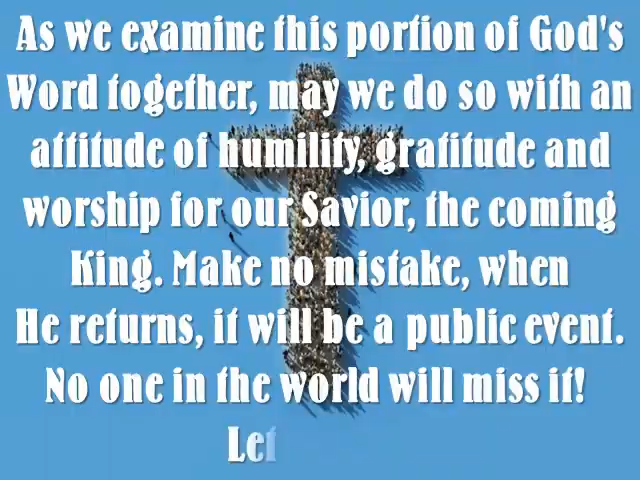 As we examine this portion of God's
Word together, may we do so with an
attitude of humility, gratitude and
worship for our Savior, the coming
King. Make no mistake, when
He returns, it will be a public event.
No one in the world will miss it!
Let